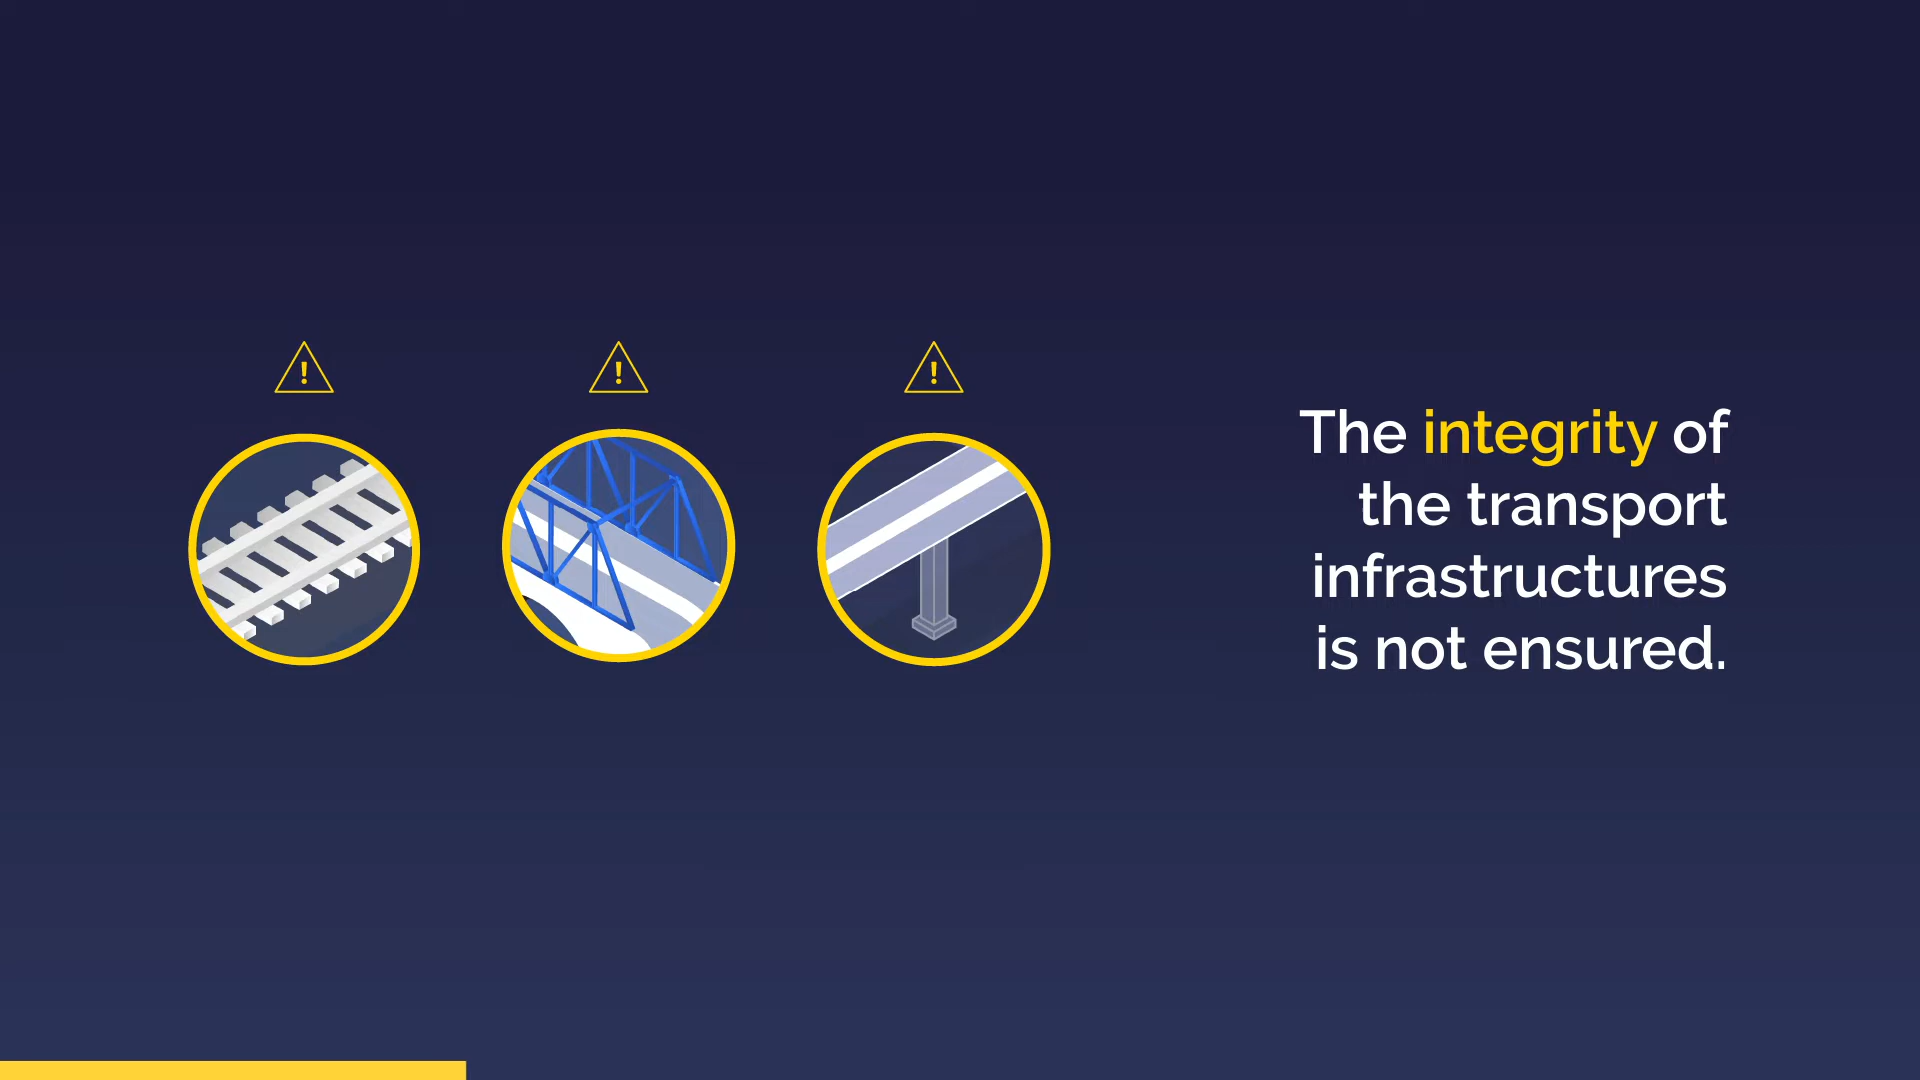 The integrity of
the transport
infrastructures
is not ensured.